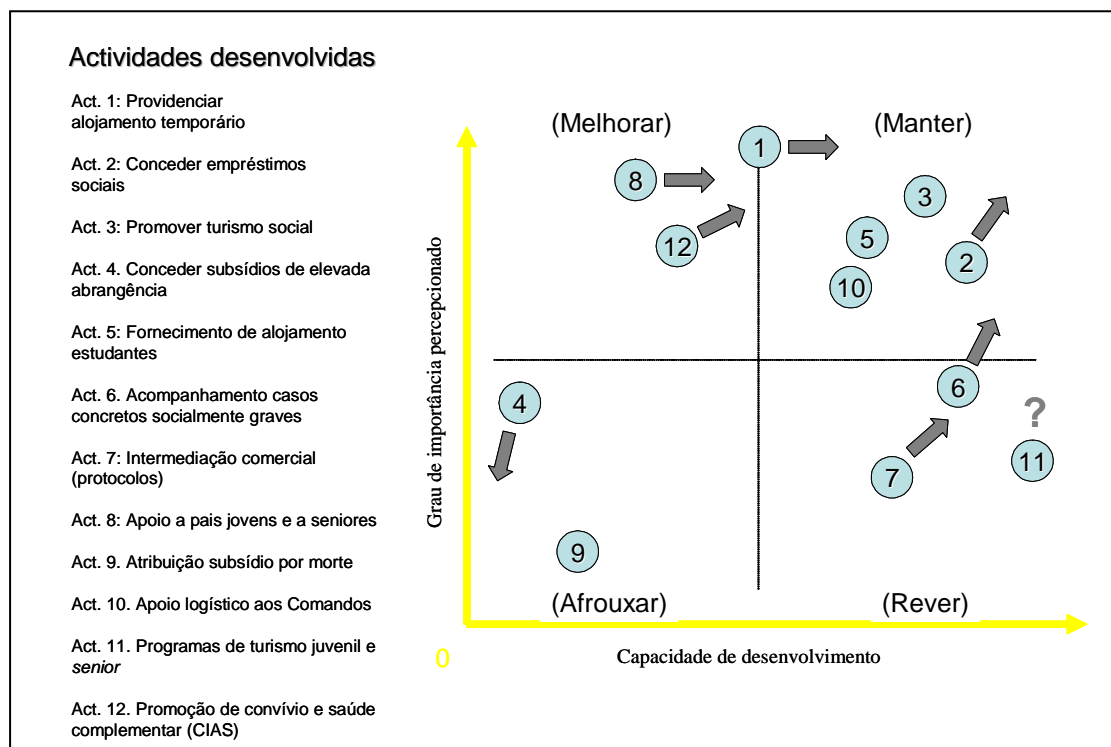 Actividades desenvolvidas
Act. 1: Providenciar
alojamento temporário
Act. 2: Conceder empréstimos
sociais
Act. 3: Promover turismo social
Act. 4. Conceder subsídios de elevada
abrangência
Act. 5: Fornecimento de alojamento
estudantes
Act. 6. Acompanhamento casos
concretos socialmente graves
Act. 7: Intermediação comercial
(protocolos)
Act. 8: Apoio a pais jovens e a seniores
Act. 9. Atribuição subsídio por morte
Act. 10. Apoio logístico aos Comandos
Act. 11. Programas de turismo juvenil e
senior
Act. 12. Promoção de convívio e saúde
complementar (CIAS)
Grau de importância percepcionado
(Melhorar)
(Manter)
1
8
3
12
5
2
10
6
4
?
11
7
9
(Afrouxar)
(Rever)
0
Capacidade de desenvolvimento